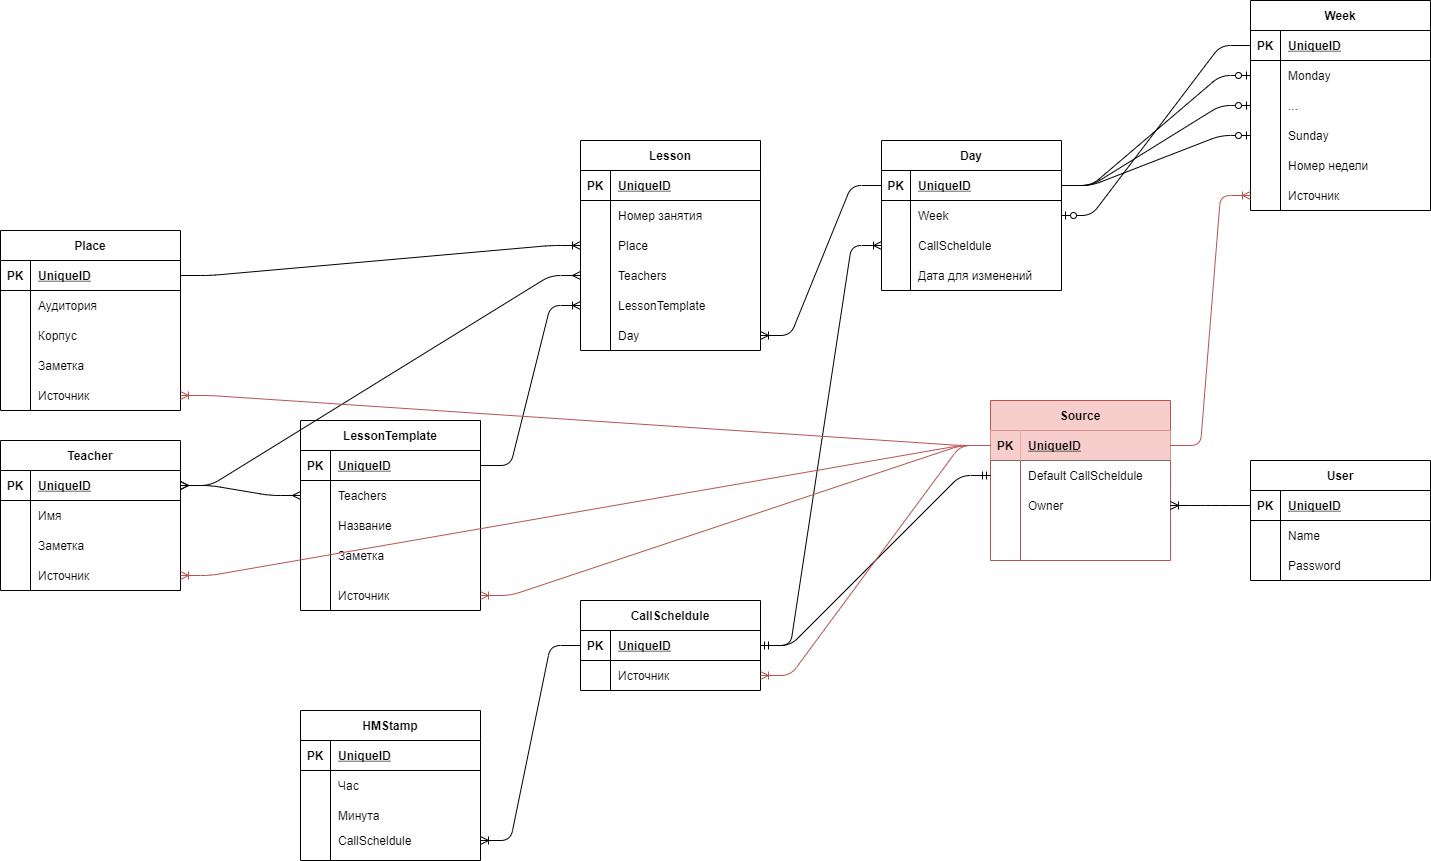 Week
PK UniqueID
Monday
...
Sunday
Номер недели
Источник
Lesson
PK UniqueID
Номер занятия
Place
Teachers
LessonTemplate
Day
Day
PK UniqueID
Week
CallScheldule
Дата для изменений
Place
PK UniqueID
Аудитория
Корпус
Заметка
Источник
Teacher
PK UniqueID
Имя
Заметка
Источник
LessonTemplate
PK UniqueID
Teachers
Название
Заметка
Источник
Source
PK UniqueID
Default CallScheldule
Owner
User
PK UniqueID
Name
Password
CallScheldule
PK UniqueID
Источник
HMStamp
PK UniqueID
Час
Минута
CallScheldule